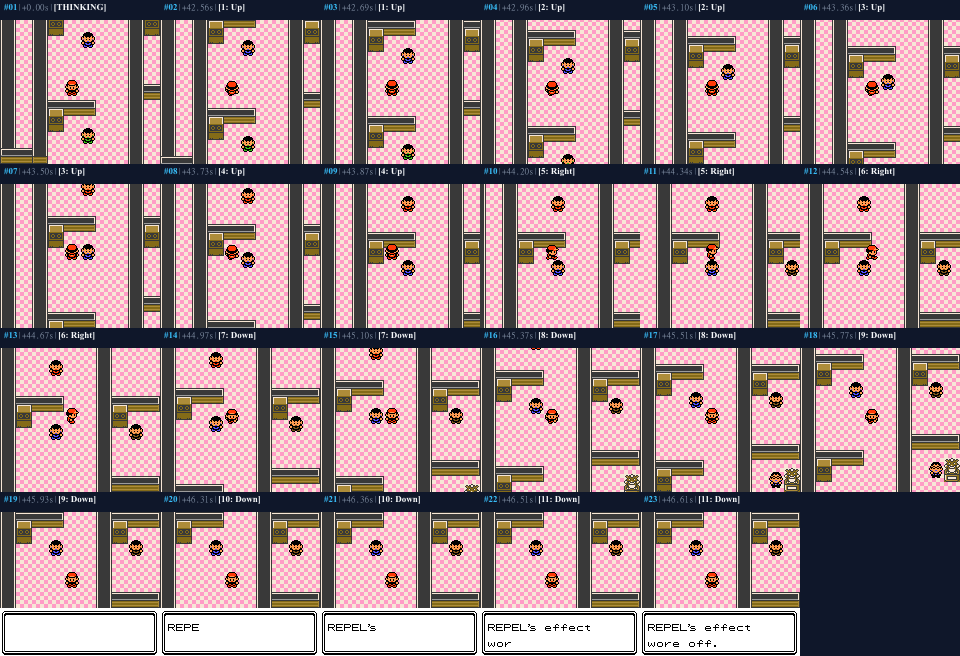 #01|+0.00s|[THINKING]
#02|+42.56s|[1: Up]
#03|+42.69s|[1: Up]
#04|+42.96s|[2: Up]
#05|+43.10s|[2: Up]
#06|+43.36s|[3: Up]
#07|+43.50s|[3: Up]
#08|+43.73s|[4: Up]
#09|+43.87s|[4: Up]
#10|+44.20s|[5: Right]
#11|+44.34s|[5: Right]
#12|+44.54s|[6: Right]
#13|+44.67s|[6: Right]
#14|+44.97s|[7: Down]
#15|+45.10s|[7: Down]
#16|+45.37s|[8: Down]
#17|+45.51s|[8: Down]
#18|+45.77s|[9: Down]
#19|+45.93s|[9: Down]
#20|+46.31s|[10: Down]
#21|+46.36s|[10: Down]
#22|+46.51s|[11: Down]
#23|+46.61s|[11: Down]
REPE
REPEL's
REPEL's effect
wor
REPEL's effect
wore off.